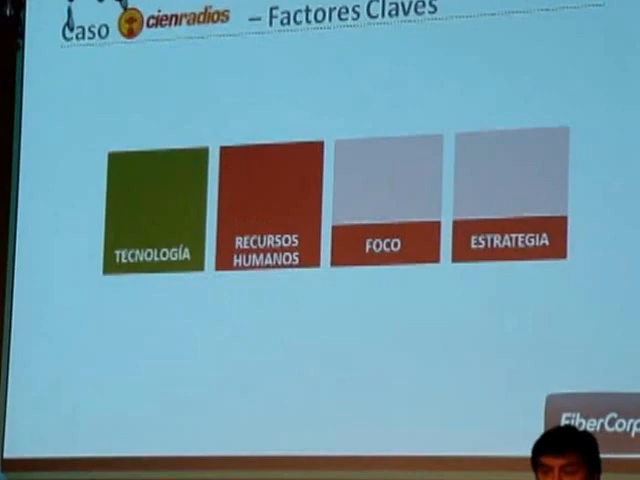 Caso cienradios – Factores Claves
TECNOLOGÍA
RECURSOS
HUMANOS
FOCO
ESTRATEGIA
FiberCorp